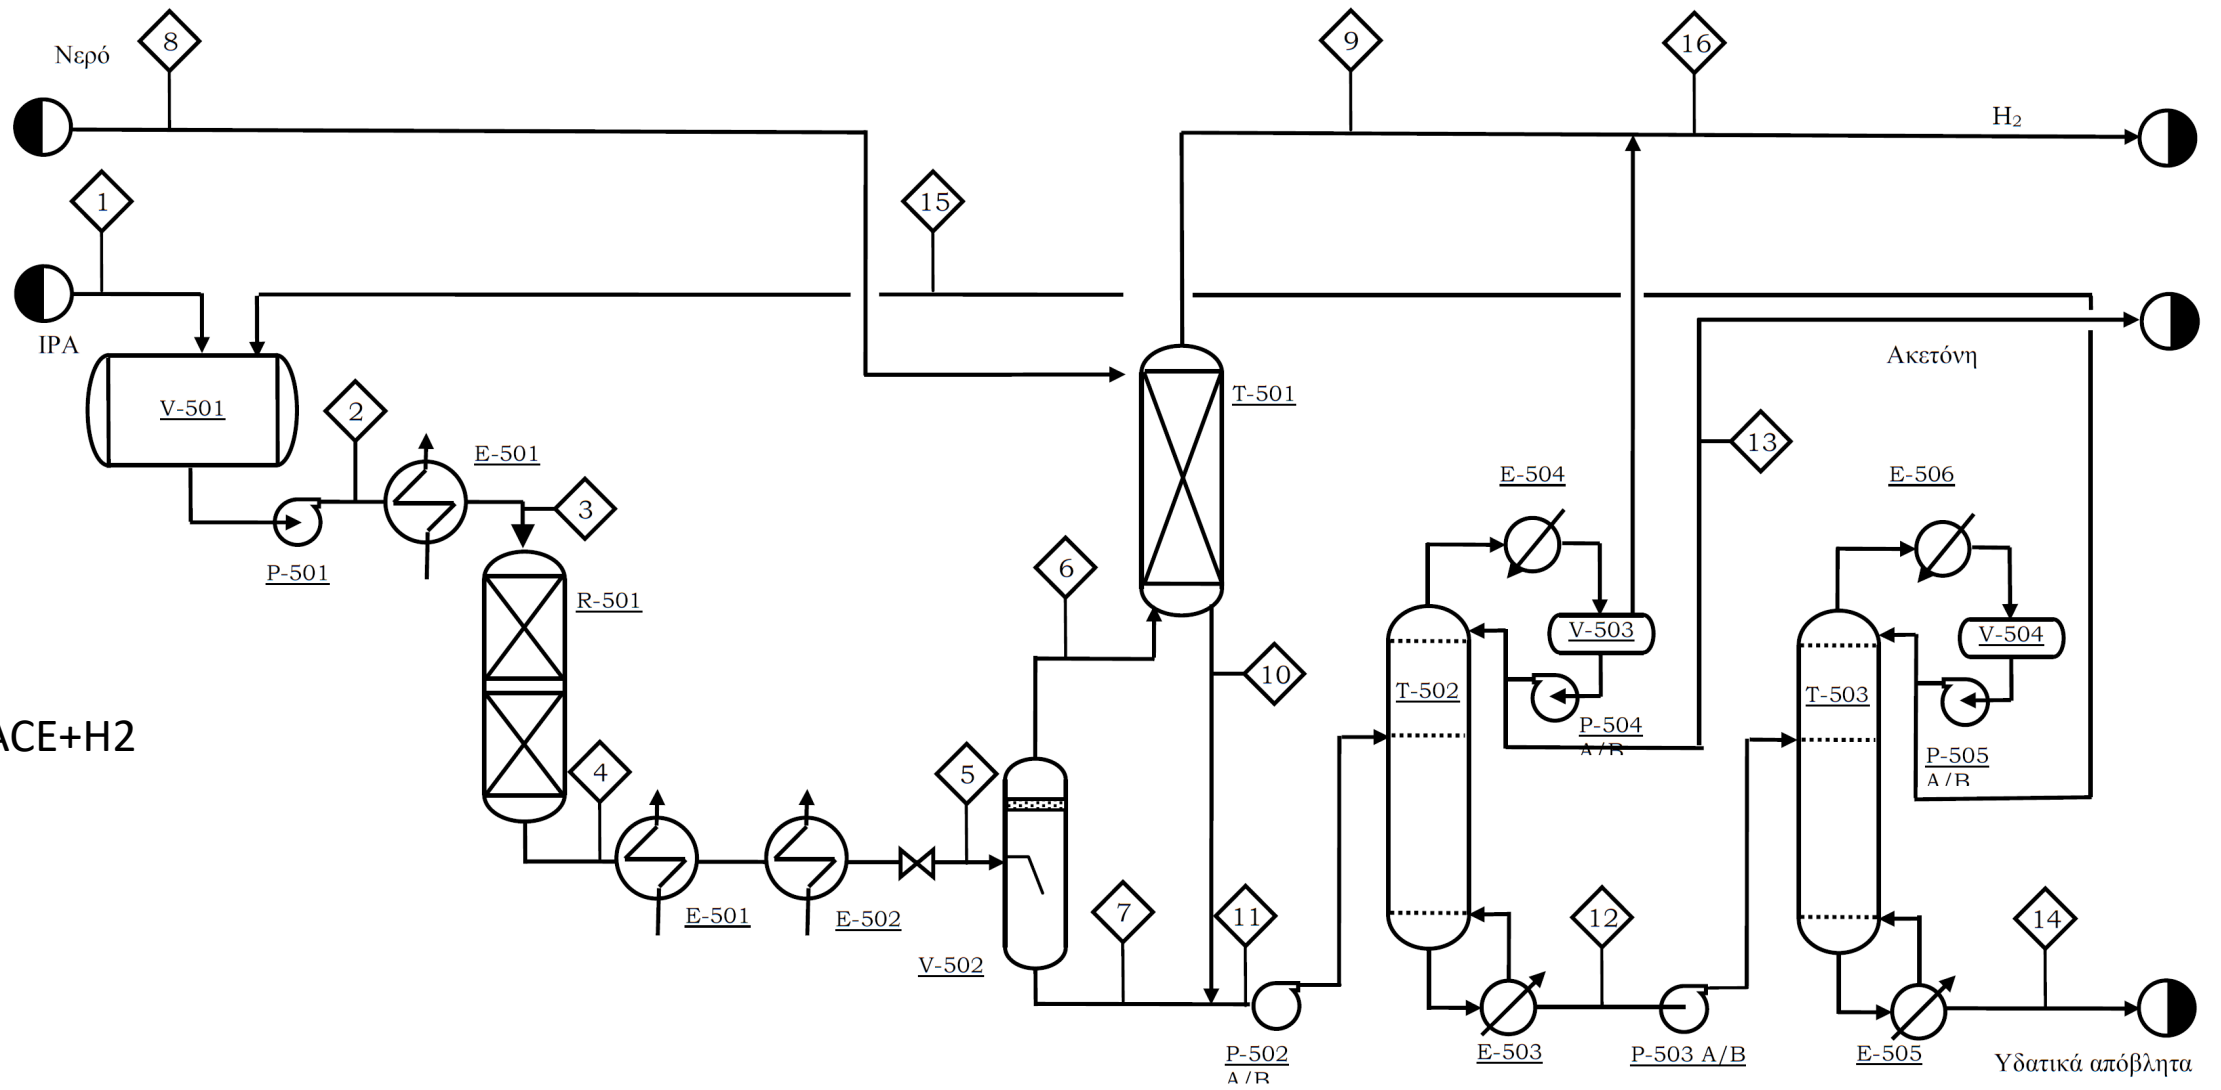 Νερό
8
9
16
H₂
1
15
IPA
Ακετόνη
V-501
2
T-501
13
E-501
E-504
E-506
3
P-501
6
R-501
V-503
V-504
10
T-502
T-503
P-504
A/B
ACE+H2
4
5
P-505
A/B
7
11
12
14
E-501
E-502
V-502
P-502
A/B
E-503
P-503 A/B
E-505
Υδατικά απόβλητα